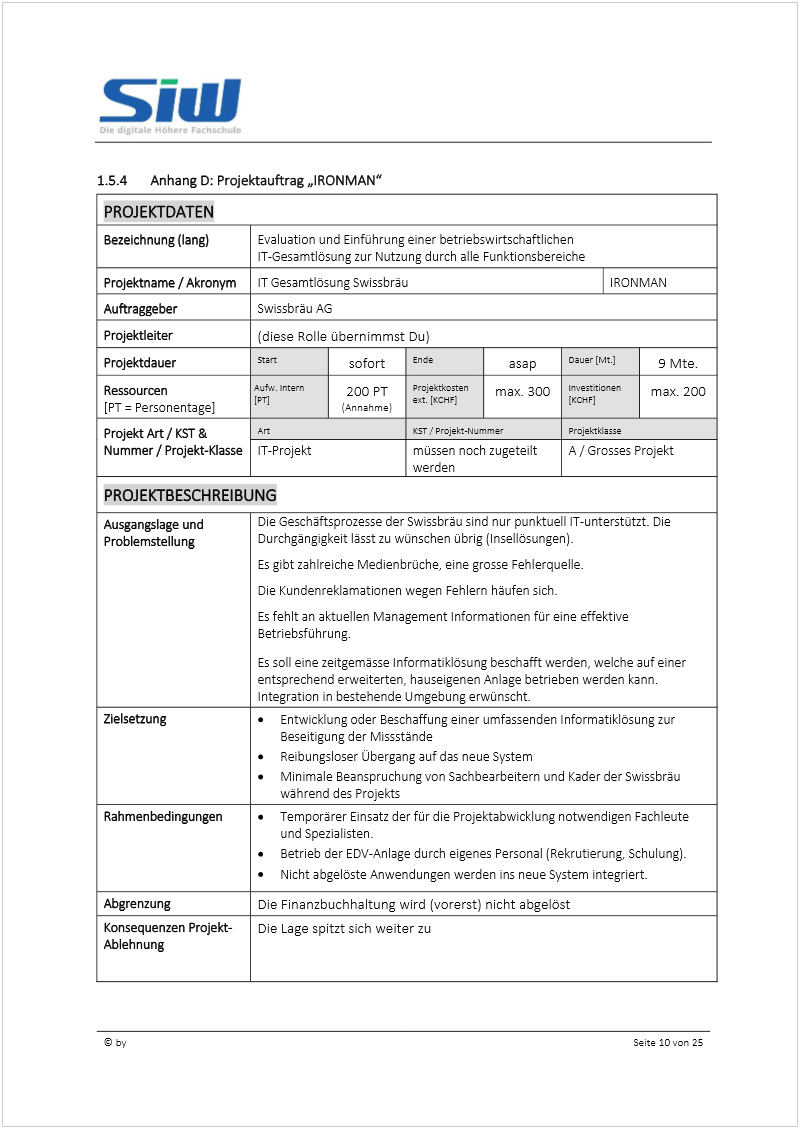 Siw
Die digitale Höhere Fachschule
1.5.4 Anhang D: Projektauftrag „IRONMAN“
PROJEKTDATEN
Bezeichnung (lang) Evaluation und Einführung einer betriebswirtschaftlichen
IT-Gesamtlösung zur Nutzung durch alle Funktionsbereiche
Projektname / Akronym IT Gesamtlösung Swissbräu IRONMAN
Auftraggeber Swissbräu AG
Projektleiter (diese Rolle übernimmst Du)
Projektdauer Start sofort Ende asap Dauer [Mt.] 9 Mte.
Ressourcen Aufw. Intern 200 PT Projektkosten max. 300 Investitionen max. 200
[PT = Personentage] [PT] (Annahme) ext. [KCHF] [KCHF]
Projekt Art / KST & Art KST / Projekt-Nummer Projektklasse
Nummer / Projekt-Klasse IT-Projekt müssen noch zugeteilt A / Grosses Projekt
werden
PROJEKTBESCHREIBUNG
Ausgangslage und Die Geschäftsprozesse der Swissbräu sind nur punktuell IT-unterstützt. Die
Problemstellung Durchgängigkeit lässt zu wünschen übrig (Insellösungen).
Es gibt zahlreiche Medienbrüche, eine grosse Fehlerquelle.
Die Kundenreklamationen wegen Fehlern häufen sich.
Es fehlt an aktuellen Management Informationen für eine effektive
Betriebsführung.
Es soll eine zeitgemässe Informatiklösung beschafft werden, welche auf einer
entsprechend erweiterten, hauseigenen Anlage betrieben werden kann.
Integration in bestehende Umgebung erwünscht.
Zielsetzung • Entwicklung oder Beschaffung einer umfassenden Informatiklösung zur
Beseitigung der Missstände
• Reibungsloser Übergang auf das neue System
• Minimale Beanspruchung von Sachbearbeitern und Kader der Swissbräu
während des Projekts
Rahmenbedingungen • Temporärer Einsatz der für die Projektabwicklung notwendigen Fachleute
und Spezialisten.
• Betrieb der EDV-Anlage durch eigenes Personal (Rekrutierung, Schulung).
• Nicht abgelöste Anwendungen werden ins neue System integriert.
Abgrenzung Die Finanzbuchhaltung wird (vorerst) nicht abgelöst
Konsequenzen Projekt- Die Lage spitzt sich weiter zu
Ablehnung
© by Seite 10 von 25